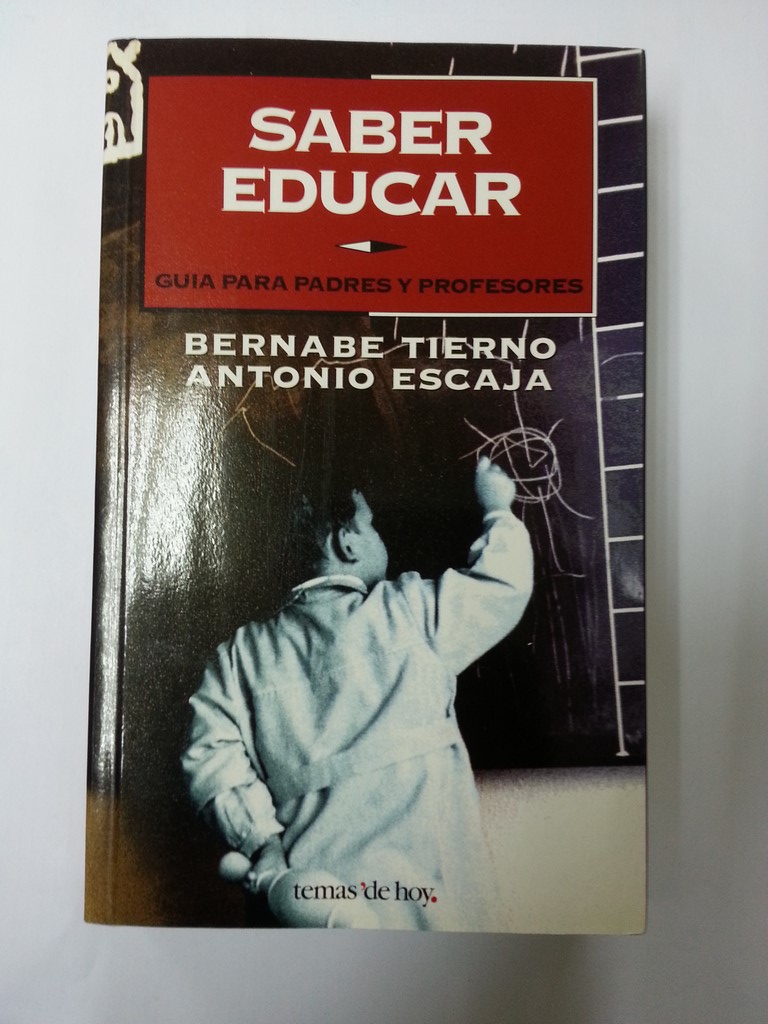 SABER
EDUCAR
GUIA PARA PADRES Y PROFESORES
BERNABE TIERNO
ANTONIO ESCAJA
temas'de hoy.